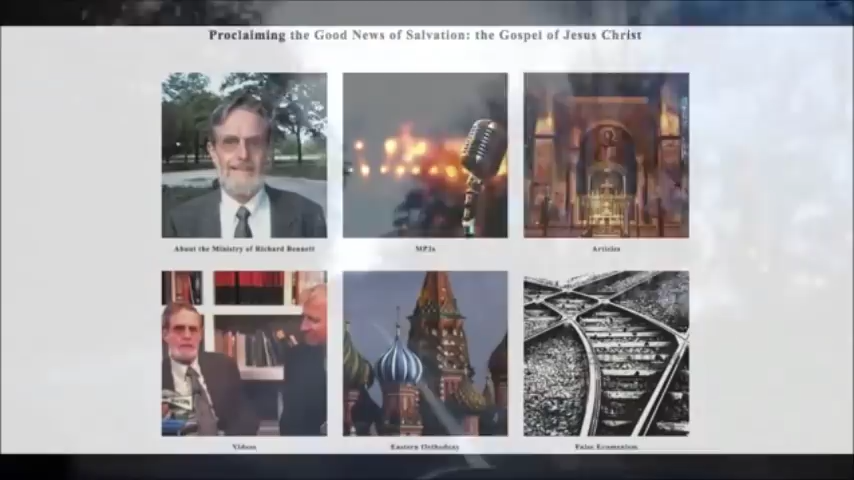 Proclaiming the Good News of Salvation: the Gospel of Jesus Christ
About the Ministry of Richard Bennett
MP3s
Articles
Videos
Eastern Orthodoxy
False Ecumenism